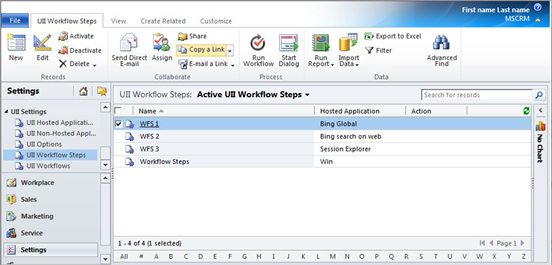 First name Last name
MSCRM
File
UII Workflow Steps
View
Create Related
Customize
New
Edit
Activate
Deactivate
Delete
Records
Send Direct E-mail
Assign
Share
Copy a Link
E-mail a Link
Collaborate
Run Workflow
Start Dialog
Process
Run Report
Import Data
Export to Excel
Filter
Data
Advanced Find
Settings
UII Settings
UII Hosted Applicati...
UII Non-Hosted Appl...
UII Options
UII Workflow Steps
UII Workflows
Workplace
Sales
Marketing
Service
Settings
UII Workflow Steps: Active UII Workflow Steps
Search for records
Name Hosted Application Action
WFS 1 Bing Global
WFS 2 Bing search on web
WFS 3 Session Explorer
Workflow Steps Win
No Chart
1 - 4 of 4 (1 selected) Page 1
All # A B C D E F G H I J K L M N O P Q R S T U V W X Y Z